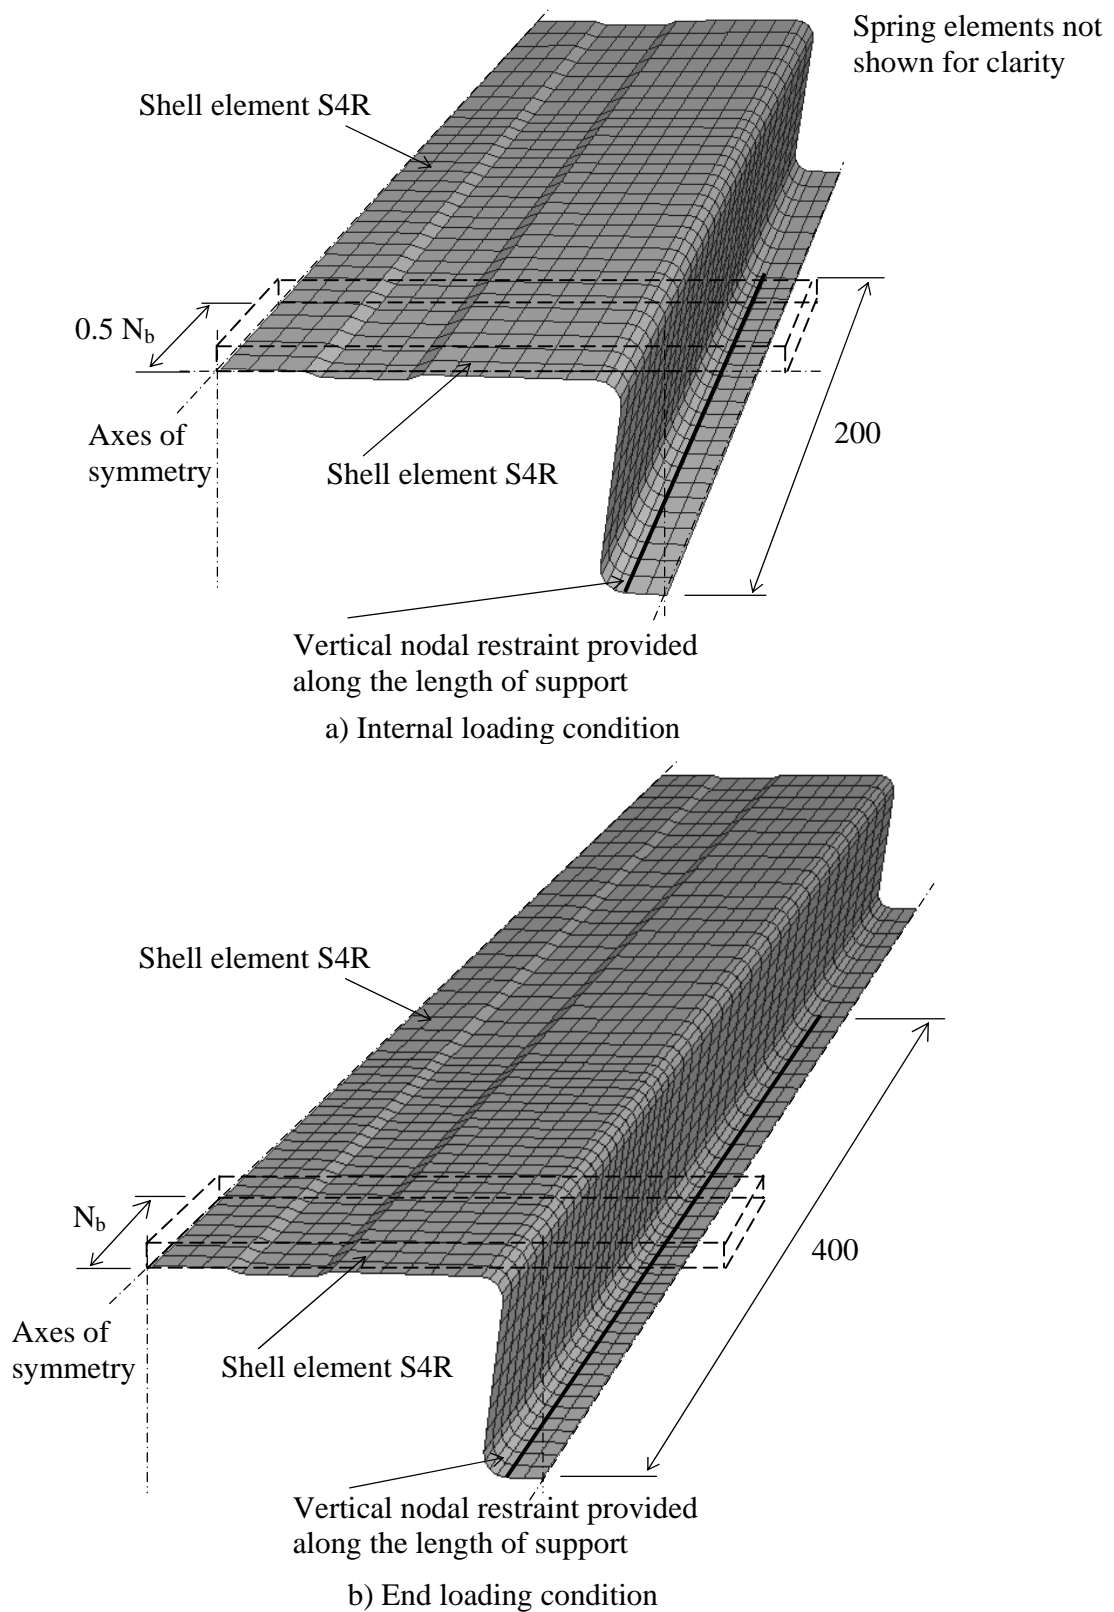 Spring elements not
shown for clarity
Shell element S4R
0.5 N_b
Axes of
symmetry
Shell element S4R
200
Vertical nodal restraint provided
along the length of support
a) Internal loading condition
Shell element S4R
N_b
400
Axes of
symmetry
Shell element S4R
Vertical nodal restraint provided
along the length of support
b) End loading condition